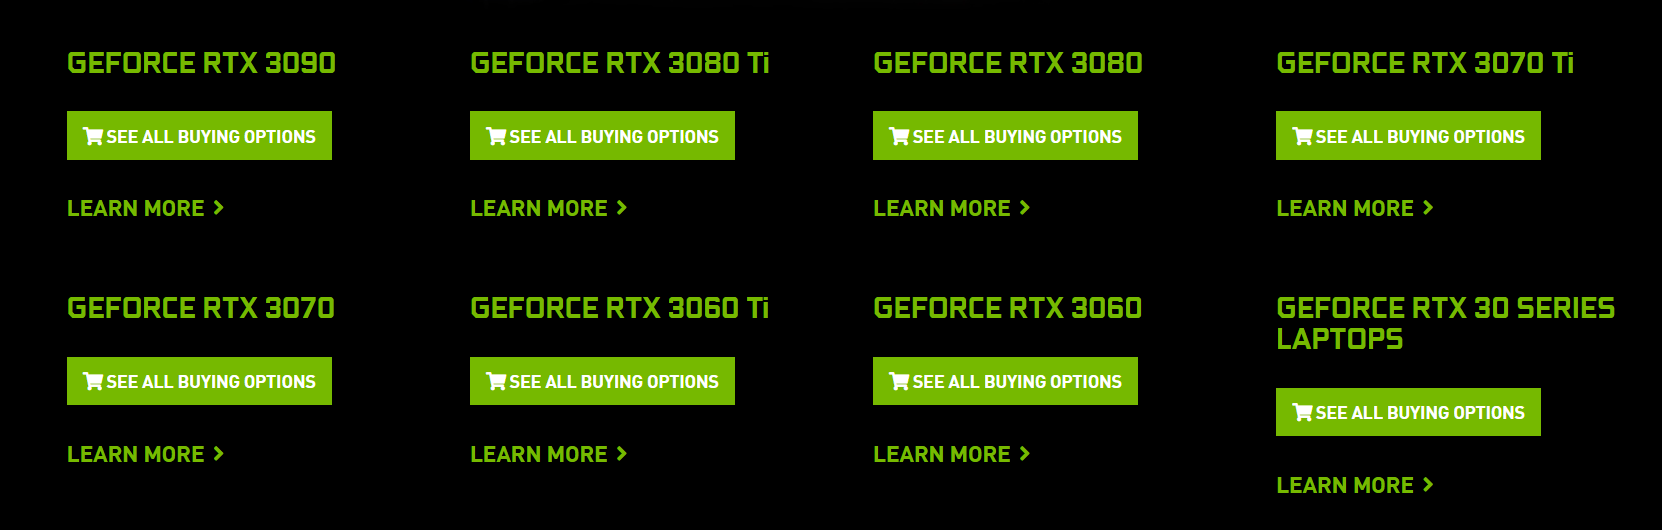 GEFORCE RTX 3090
SEE ALL BUYING OPTIONS
LEARN MORE
GEFORCE RTX 3080 Ti
SEE ALL BUYING OPTIONS
LEARN MORE
GEFORCE RTX 3080
SEE ALL BUYING OPTIONS
LEARN MORE
GEFORCE RTX 3070 Ti
SEE ALL BUYING OPTIONS
LEARN MORE
GEFORCE RTX 3070
SEE ALL BUYING OPTIONS
LEARN MORE
GEFORCE RTX 3060 Ti
SEE ALL BUYING OPTIONS
LEARN MORE
GEFORCE RTX 3060
SEE ALL BUYING OPTIONS
LEARN MORE
GEFORCE RTX 30 SERIES
LAPTOPS
SEE ALL BUYING OPTIONS
LEARN MORE